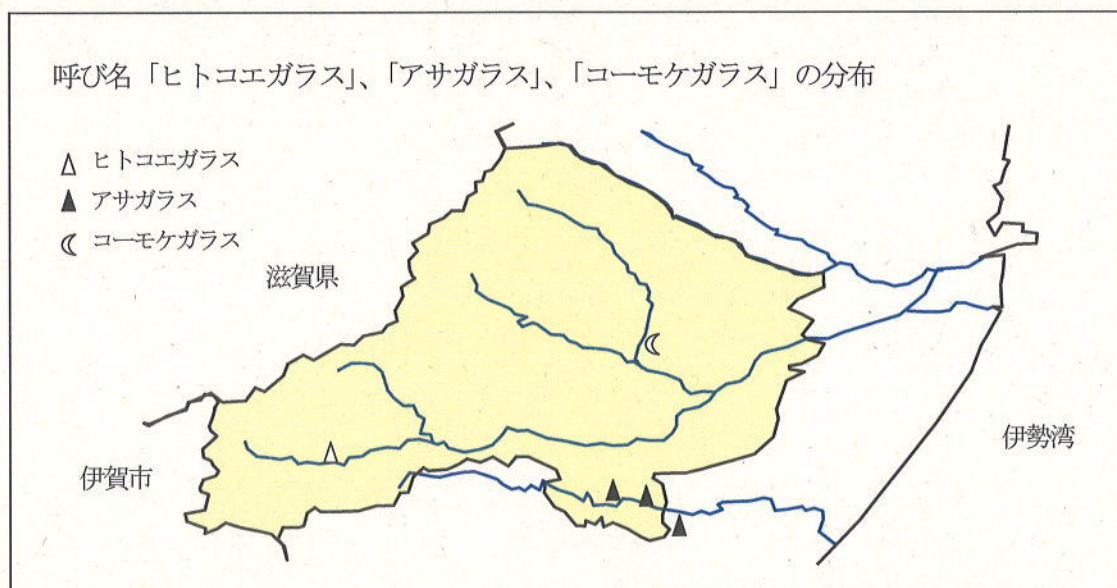 呼び名「ヒトコエガラス」、「アサガラス」、「コーモケガラス」の分布
ヒトコエガラス
アサガラス
コーモケガラス
滋賀県
伊勢湾
伊賀市